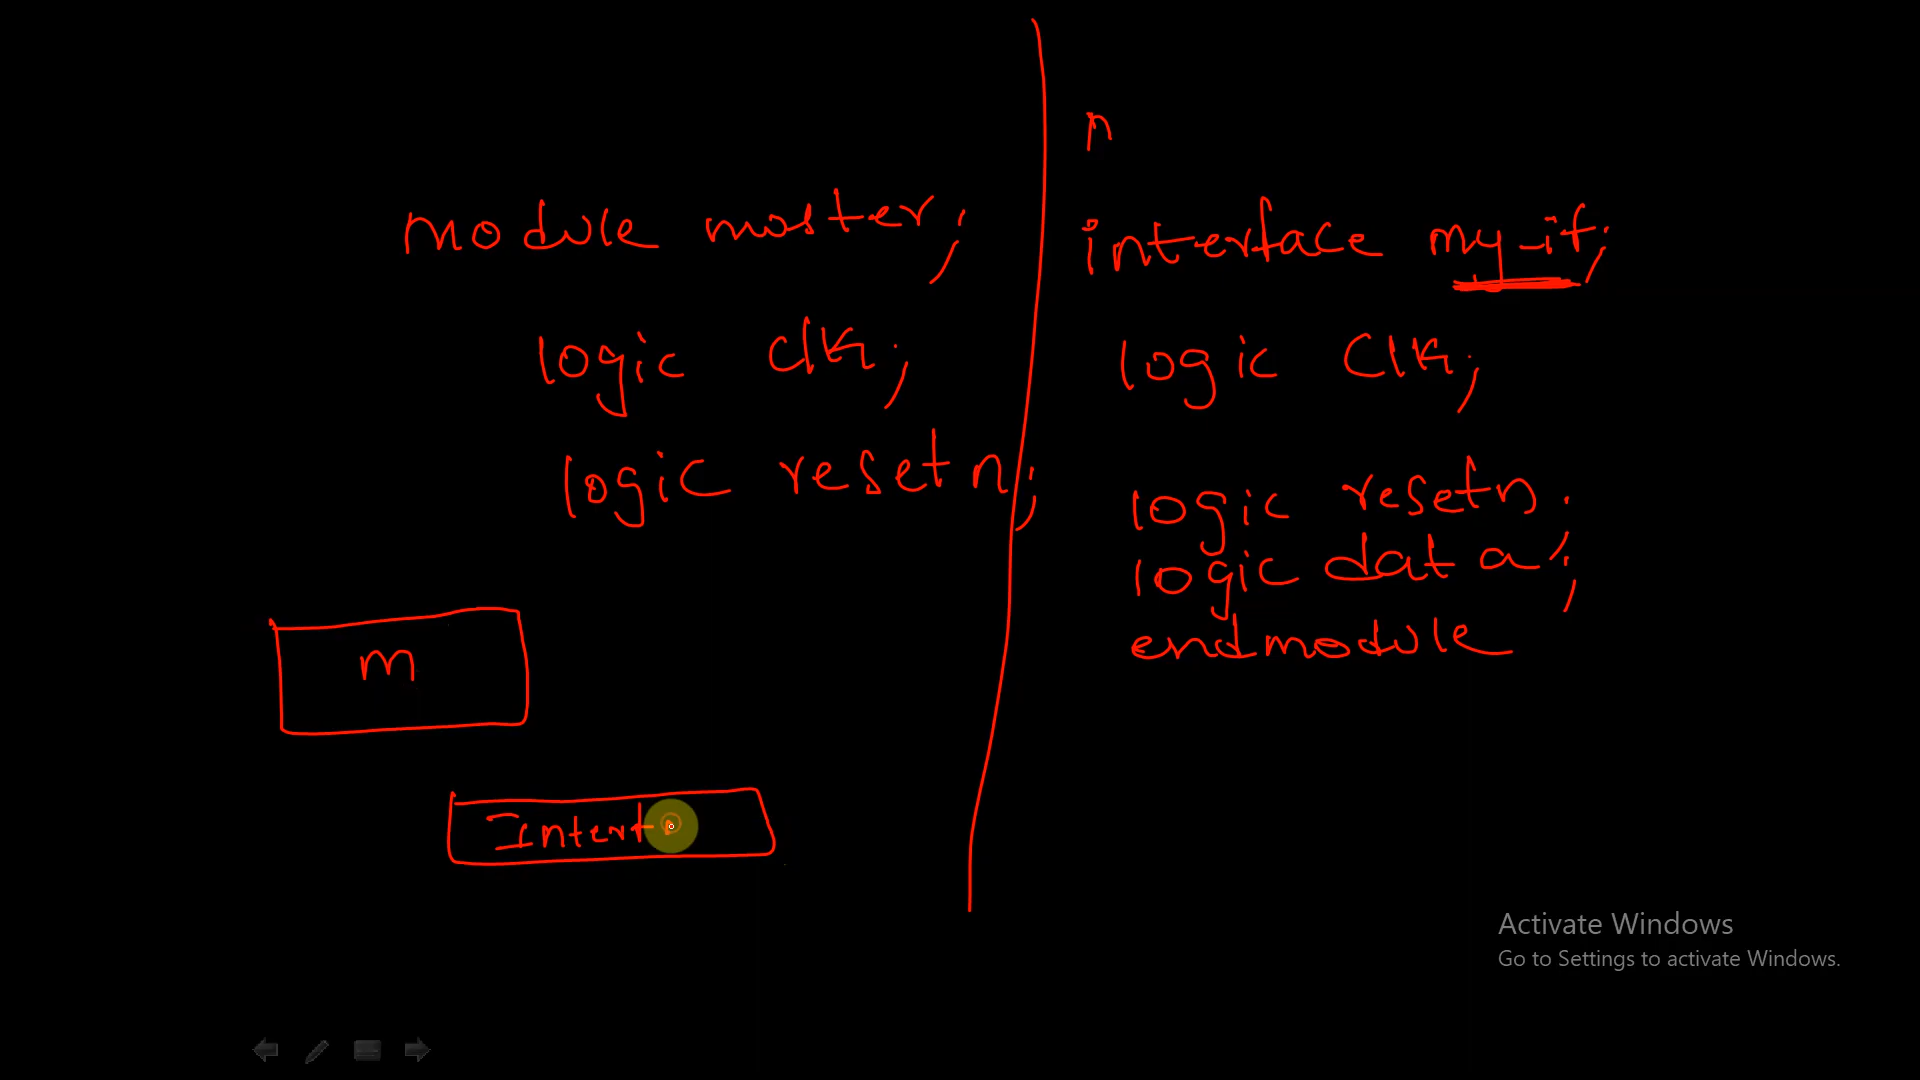 module master;
logic clk;
logic resetn;
m
Interf
n
interface my_if;
logic clk;
logic resetn;
logic data;
endmodule
Activate Windows
Go to Settings to activate Windows.